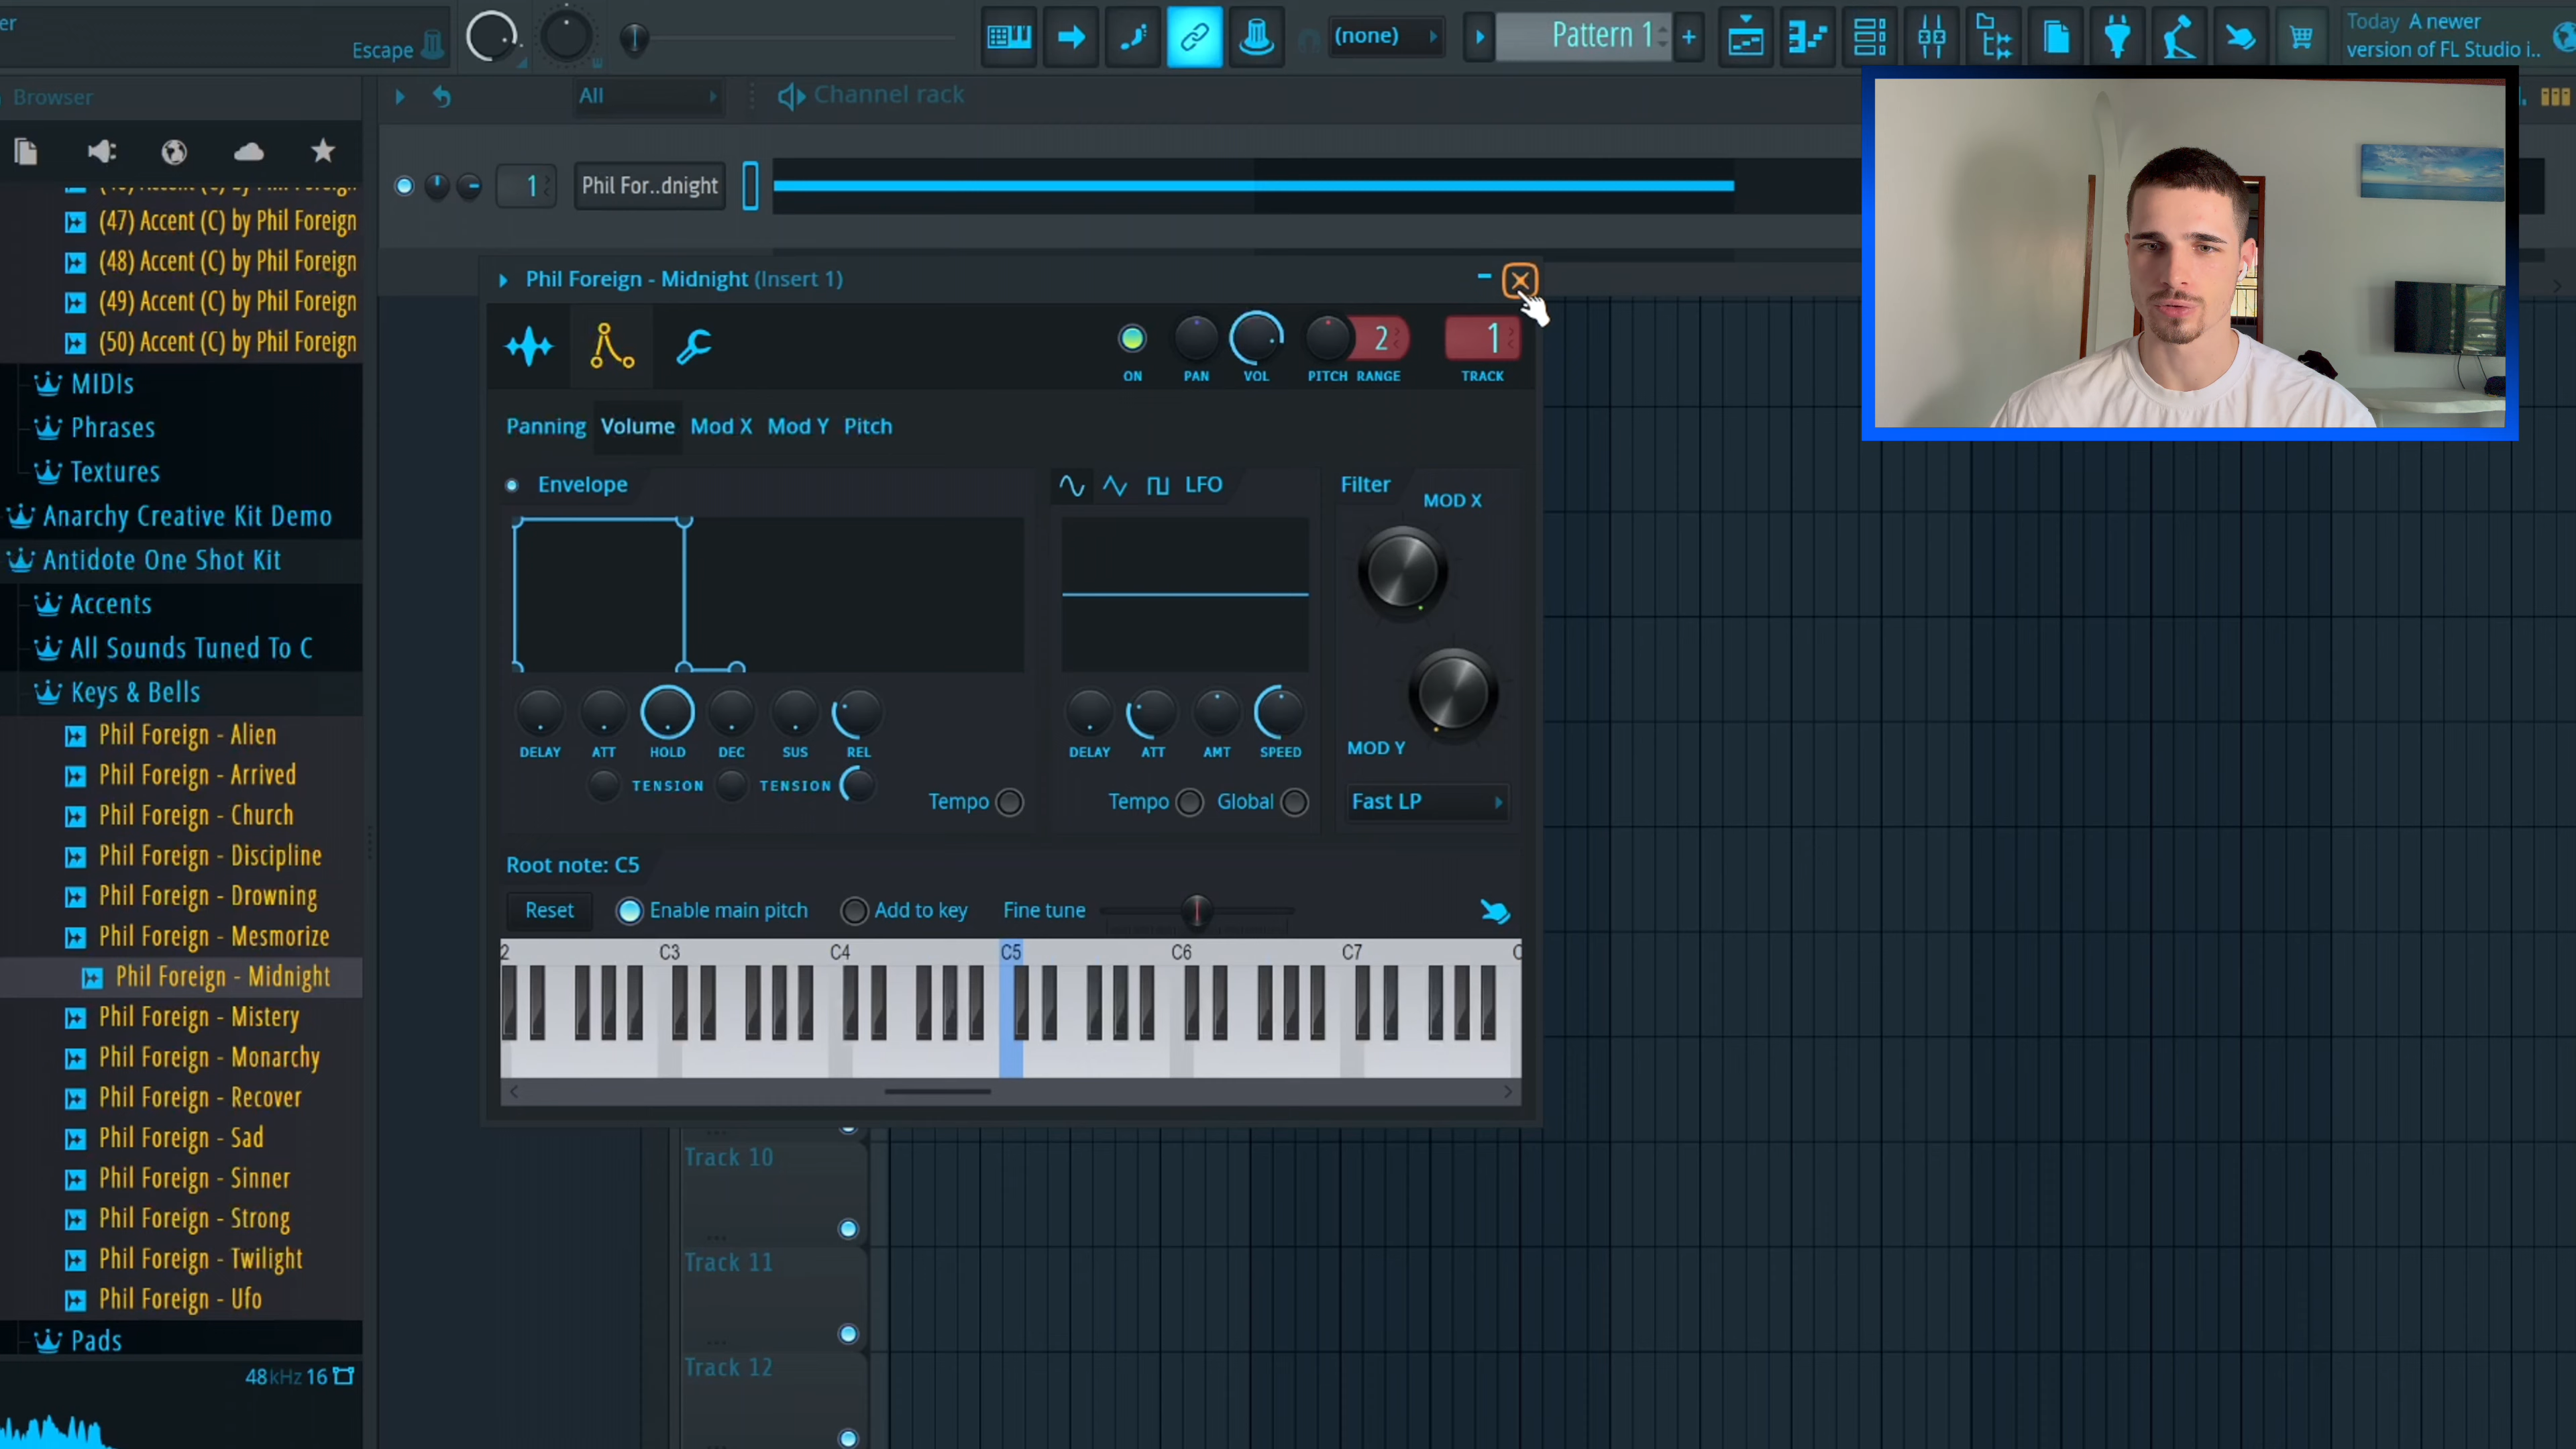 er
Escape
(none)
Pattern 1
+
Today A newer
version of FL Studio i..
Browser
All
Channel rack
(47) Accent (C) by Phil Foreign
(48) Accent (C) by Phil Foreign
(49) Accent (C) by Phil Foreign
(50) Accent (C) by Phil Foreign
MIDIs
Phrases
Textures
Anarchy Creative Kit Demo
Antidote One Shot Kit
Accents
All Sounds Tuned To C
Keys & Bells
Phil Foreign - Alien
Phil Foreign - Arrived
Phil Foreign - Church
Phil Foreign - Discipline
Phil Foreign - Drowning
Phil Foreign - Mesmorize
Phil Foreign - Midnight
Phil Foreign - Mistery
Phil Foreign - Monarchy
Phil Foreign - Recover
Phil Foreign - Sad
Phil Foreign - Sinner
Phil Foreign - Strong
Phil Foreign - Twilight
Phil Foreign - Ufo
Pads
48kHz 16
1
Phil For..dnight
Phil Foreign - Midnight (Insert 1)
2
1
ON PAN VOL PITCH RANGE TRACK
Panning Volume Mod X Mod Y Pitch
Envelope
LFO
Filter
MOD X
DELAY ATT HOLD DEC SUS REL
DELAY ATT AMT SPEED
MOD Y
TENSION TENSION
Tempo
Tempo Global
Fast LP
Root note: C5
Reset
Enable main pitch
Add to key
Fine tune
2 C3 C4 C5 C6 C7 C
Track 10
Track 11
Track 12